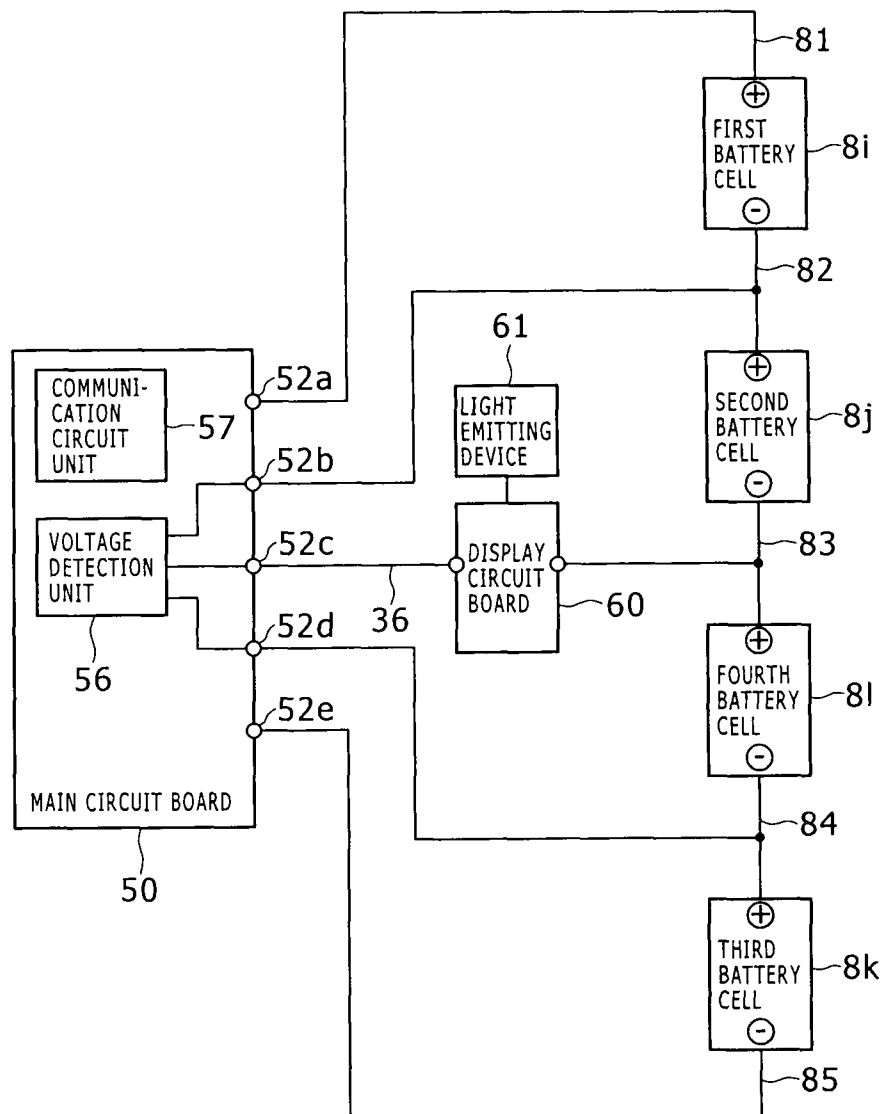 81
+
FIRST
BATTERY
CELL
-
8i
82
61
52a
COMMUNI-
CATION
CIRCUIT
UNIT
57
LIGHT
EMITTING
DEVICE
+
SECOND
BATTERY
CELL
-
8j
52b
52c
VOLTAGE
DETECTION
UNIT
56
36
DISPLAY
CIRCUIT
BOARD
60
83
52d
+
FOURTH
BATTERY
CELL
-
8l
52e
MAIN CIRCUIT BOARD
50
84
+
THIRD
BATTERY
CELL
-
8k
85